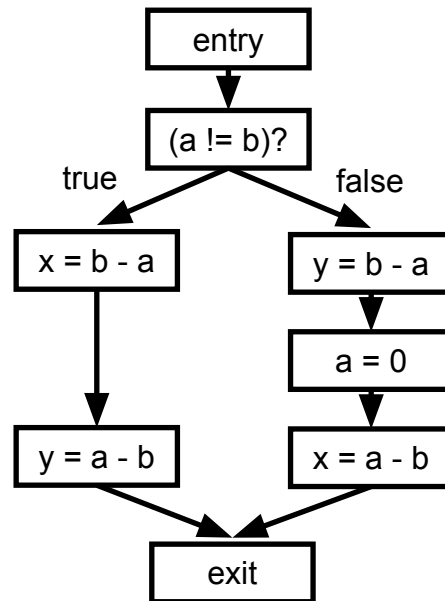 entry
(a != b)?
true
false
x = b - a
y = b - a
a = 0
y = a - b
x = a - b
exit